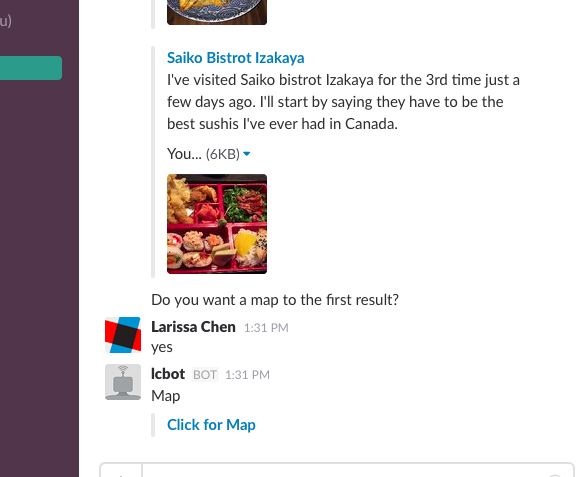 u)
Saiko Bistrot Izakaya
I've visited Saiko bistrot Izakaya for the 3rd time just a
few days ago. I'll start by saying they have to be the
best sushis I've ever had in Canada.
You... (6KB)
Do you want a map to the first result?
Larissa Chen 1:31 PM
yes
lcbot BOT 1:31 PM
Map
Click for Map